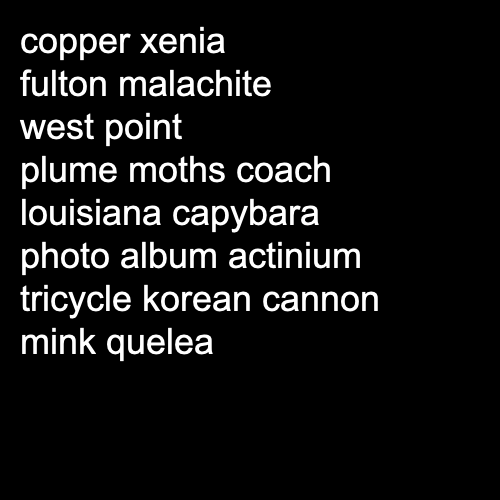 copper xenia
fulton malachite
west point
plume moths coach
louisiana capybara
photo album actinium
tricycle korean cannon
mink quelea